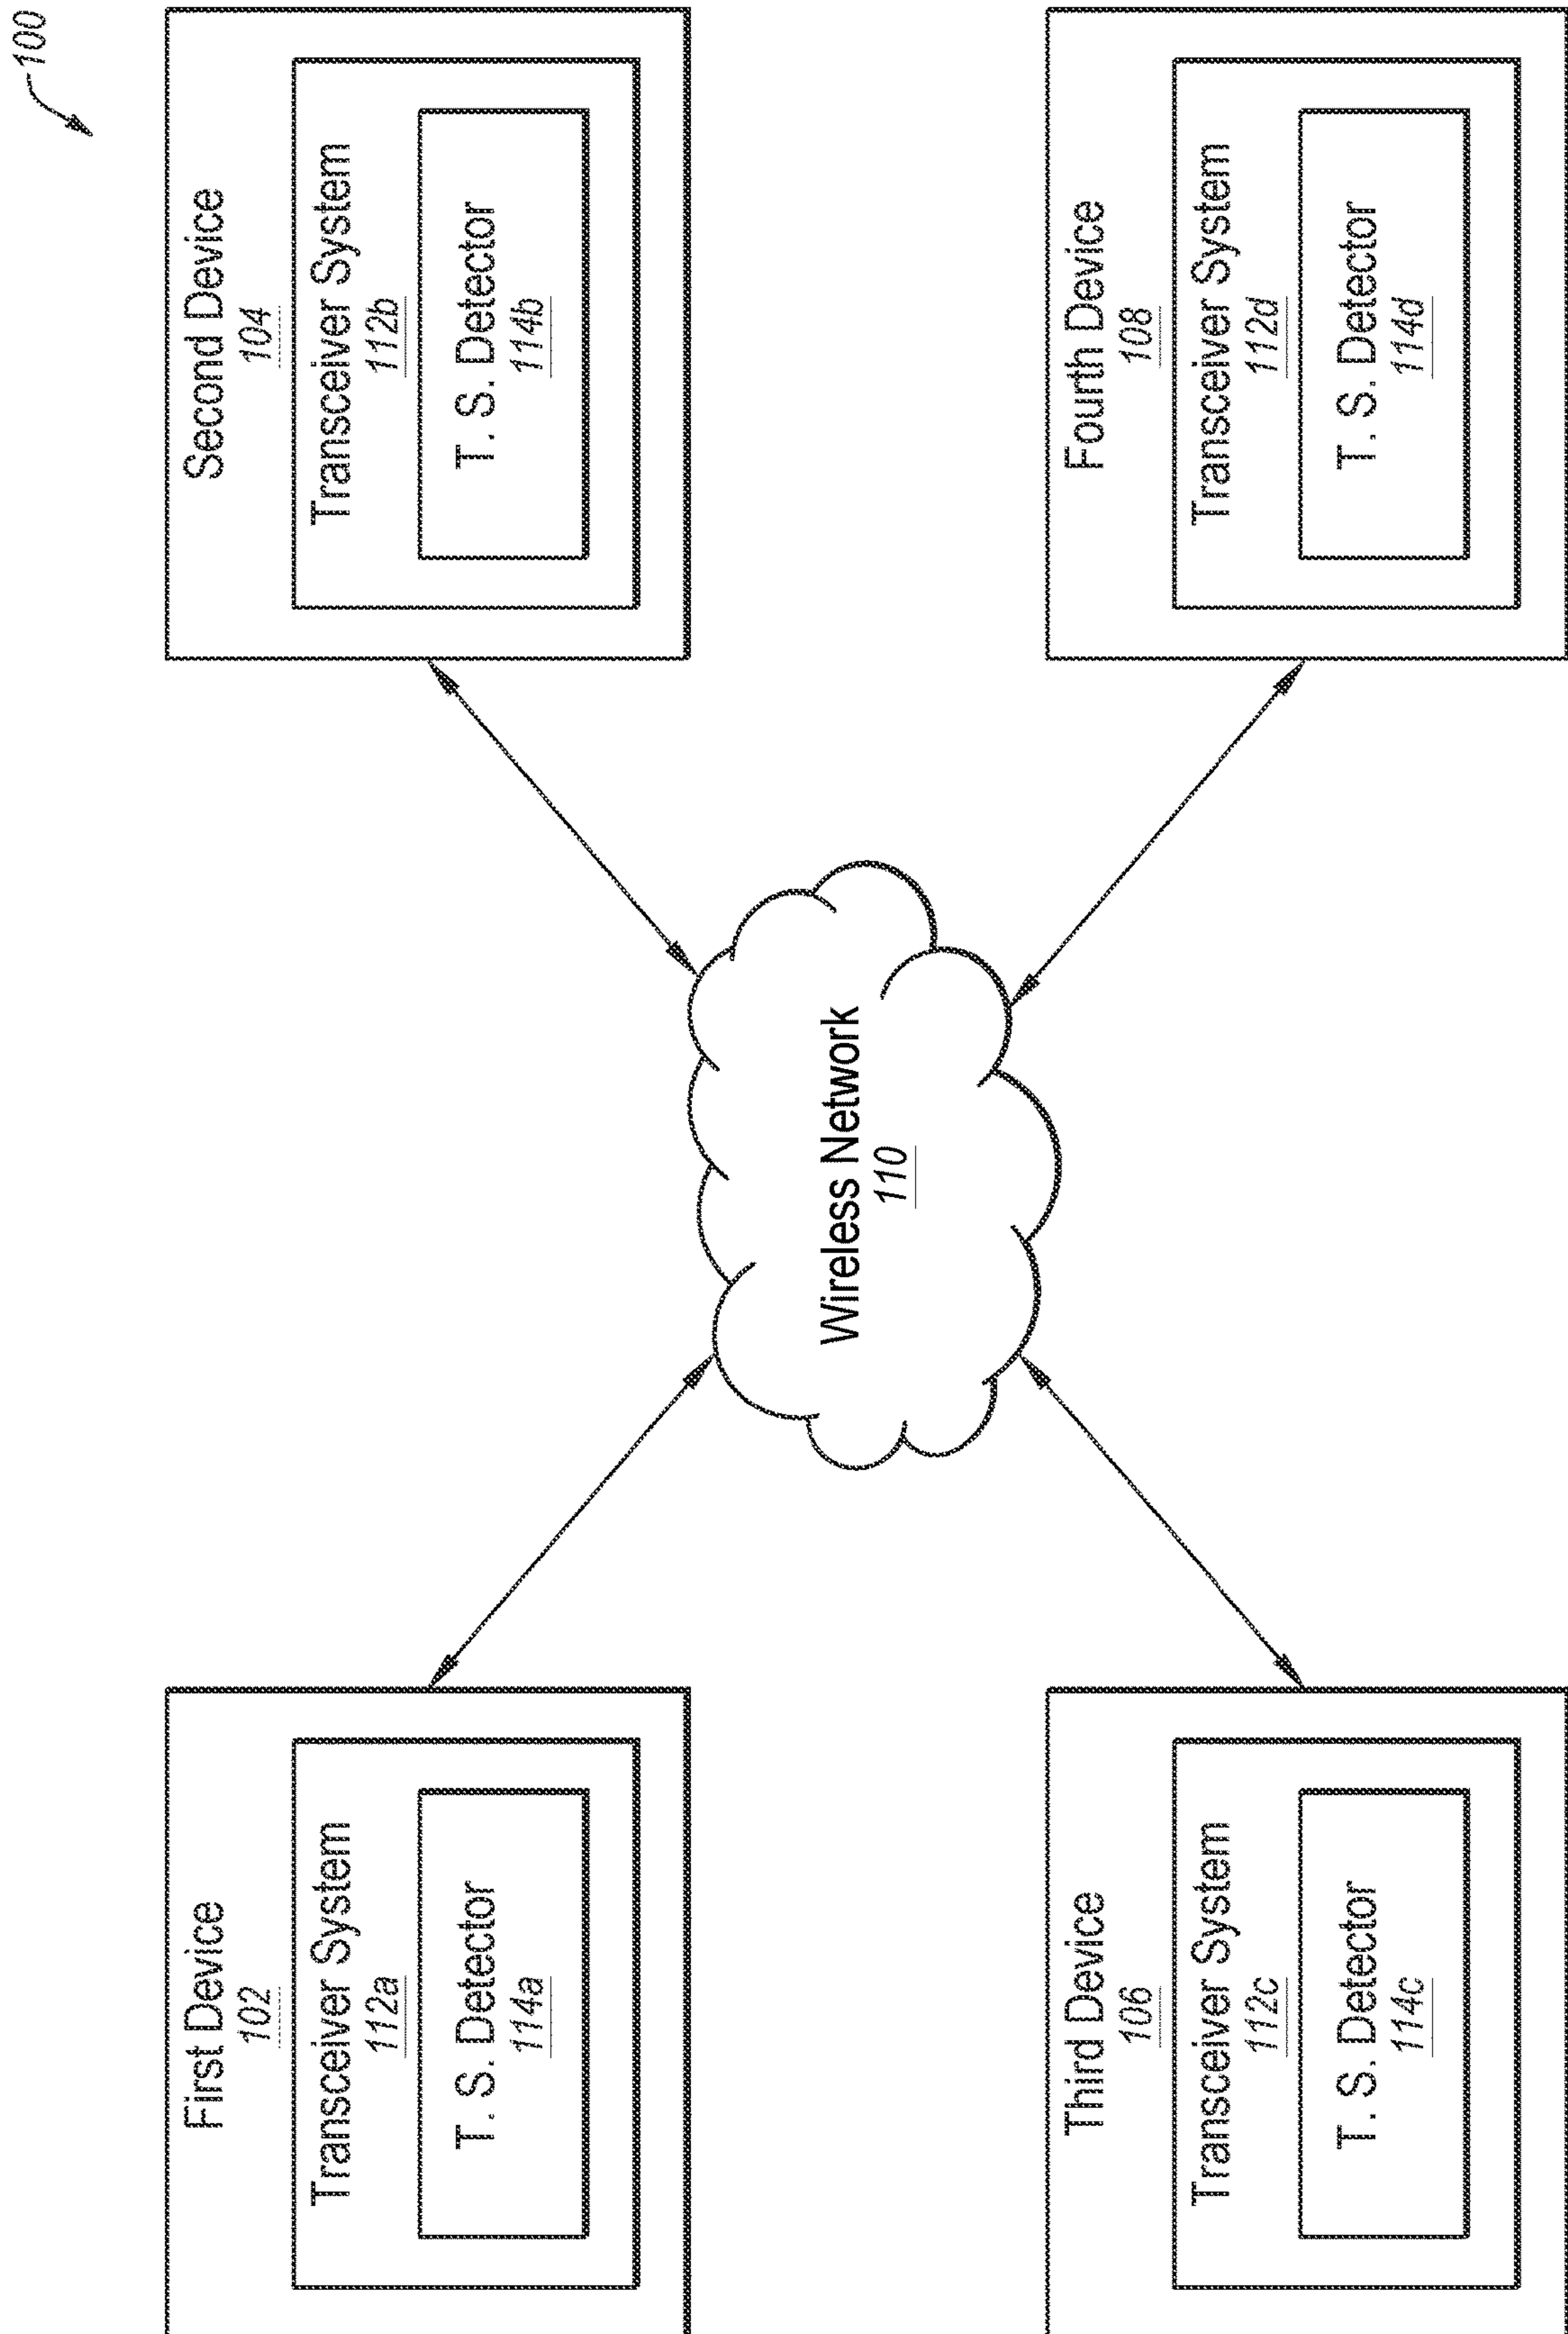 100
First Device
102
Transceiver System
112a
T. S. Detector
114a
Second Device
104
Transceiver System
112b
T. S. Detector
114b
Wireless Network
110
Third Device
106
Transceiver System
112c
T. S. Detector
114c
Fourth Device
108
Transceiver System
112d
T. S. Detector
114d